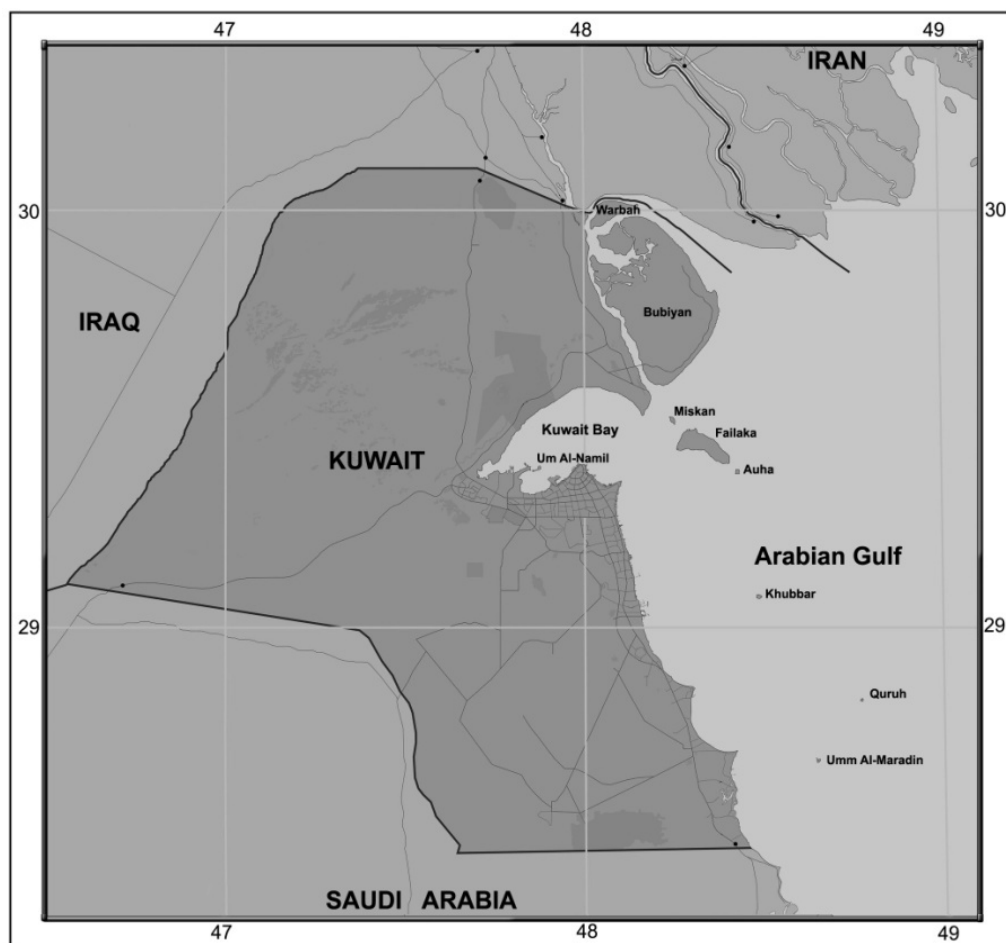 47 48 49
IRAN
30 Warbah 30
Bubiyan
IRAQ
Miskan
Kuwait Bay Failaka
KUWAIT Um Al-Namil
Auha
Arabian Gulf
Khubbar
29 29
Quruh
Umm Al-Maradin
SAUDI ARABIA
47 48 49